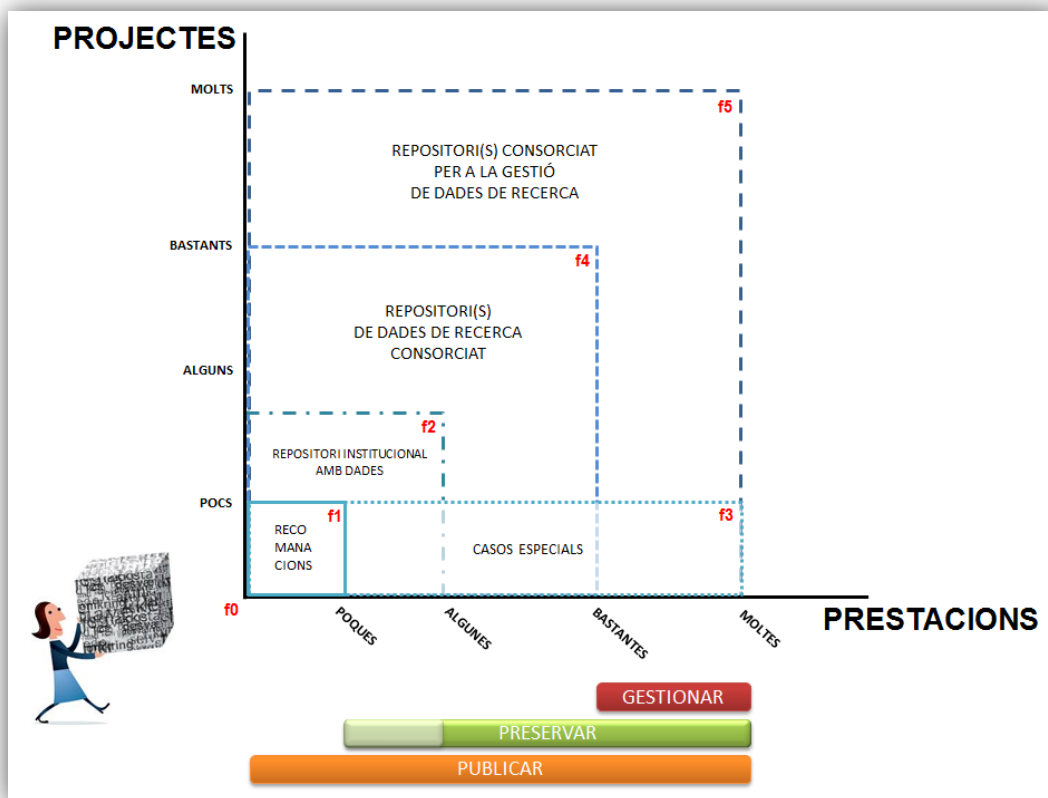 PROJECTES
MOLTS
f5
REPOSITORI(S) CONSORCIAT
PER A LA GESTIÓ
DE DADES DE RECERCA
BASTANTS
f4
REPOSITORI(S)
DE DADES DE RECERCA
CONSORCIAT
ALGUNS
f2
REPOSITORI INSTITUCIONAL
AMB DADES
POCS
f1
f3
RECO
MANA
CIONS
CASOS ESPECIALS
f0
POQUES
ALGUNES
BASTANTES
MOLTES
PRESTACIONS
GESTIONAR
PRESERVAR
PUBLICAR